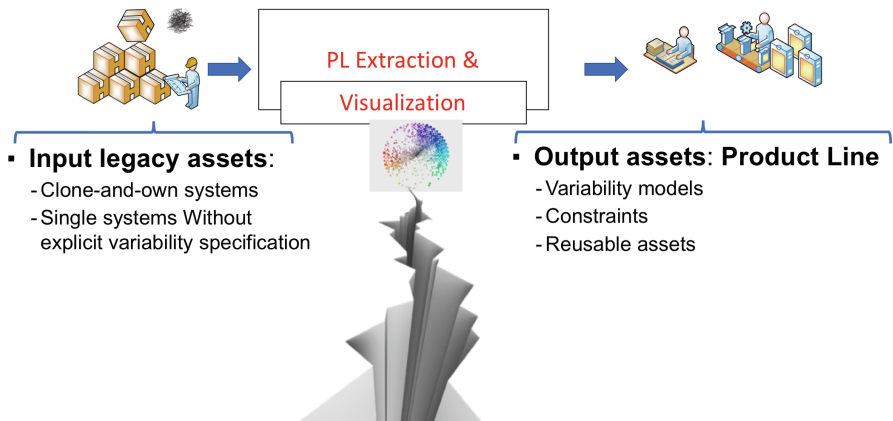 PL Extraction &
Visualization
▪ Input legacy assets:
- Clone-and-own systems
- Single systems Without
explicit variability specification
▪ Output assets: Product Line
- Variability models
- Constraints
- Reusable assets